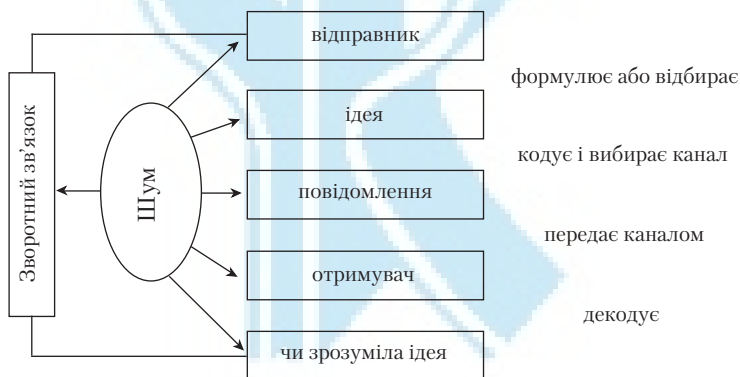 відправник
формулює або відбирає
ідея
кодує і вибирає канал
повідомлення
передає каналом
отримувач
декодує
чи зрозуміла ідея
Шум
Зворотний зв'язок